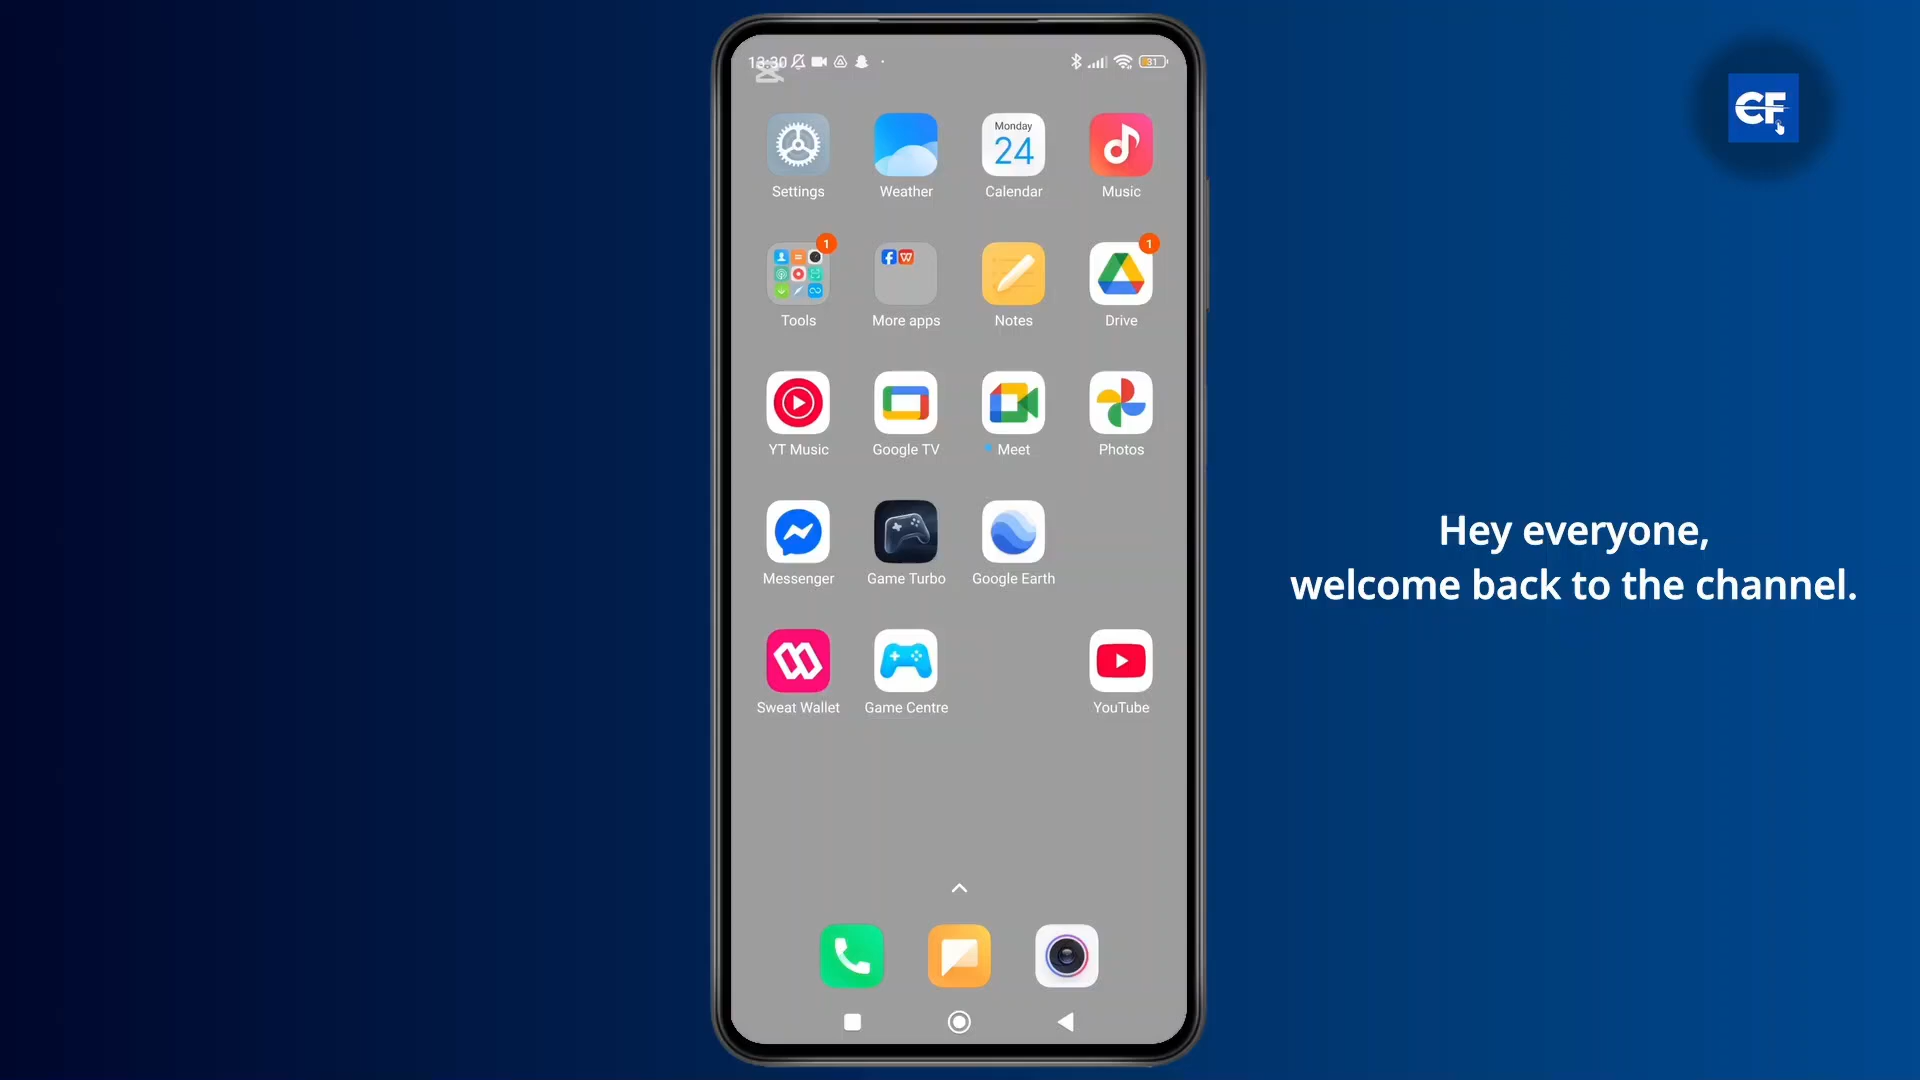 13:30
31
CF
Monday
24
Settings
Weather
Calendar
Music
1
1
Tools
More apps
Notes
Drive
YT Music
Google TV
Meet
Photos
Hey everyone,
welcome back to the channel.
Messenger
Game Turbo
Google Earth
Sweat Wallet
Game Centre
YouTube